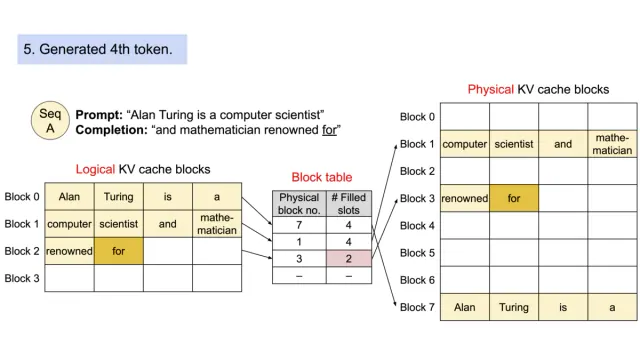 5. Generated 4th token.
Seq
A
Prompt: “Alan Turing is a computer scientist”
Completion: “and mathematician renowned for”
Logical KV cache blocks
Block 0 Alan Turing is a
Block 1 computer scientist and mathe-
matician
Block 2 renowned for
Block 3
Block table
Physical
block no. # Filled
slots
7 4
1 4
3 2
– –
Physical KV cache blocks
Block 0
Block 1 computer scientist and mathe-
matician
Block 2
Block 3 renowned for
Block 4
Block 5
Block 6
Block 7 Alan Turing is a